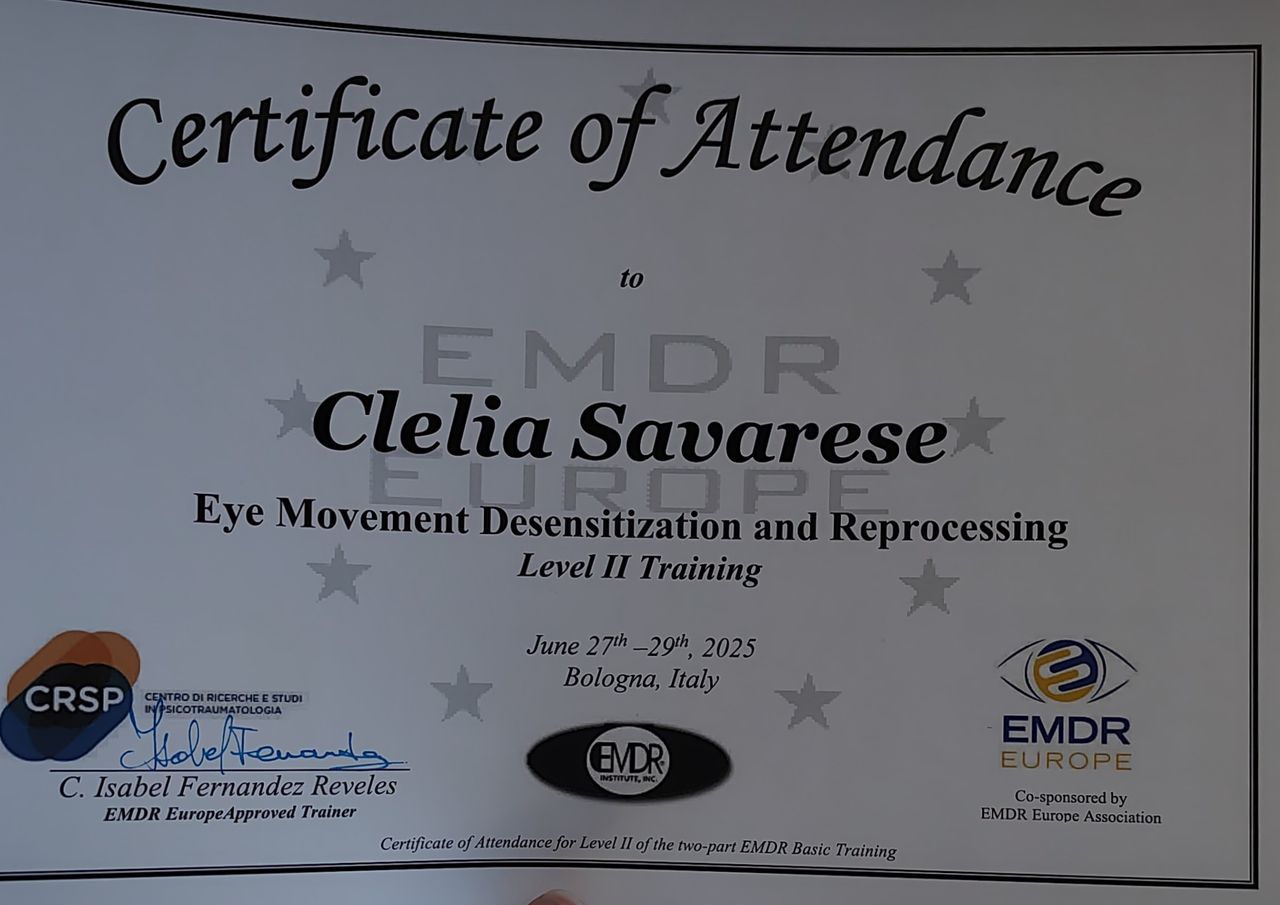 Certificate of Attendance
to
EMDR
Clelia Savarese
EUROPE
Eye Movement Desensitization and Reprocessing
Level II Training
June 27th –29th, 2025
Bologna, Italy
CRSP
CENTRO DI RICERCHE E STUDI
IN PSICOTRAUMATOLOGIA
Isabel Fernandez
C. Isabel Fernandez Reveles
EMDR EuropeApproved Trainer
EMDR
INSTITUTE, INC.
EMDR
EUROPE
Co-sponsored by
EMDR Europe Association
Certificate of Attendance for Level II of the two-part EMDR Basic Training